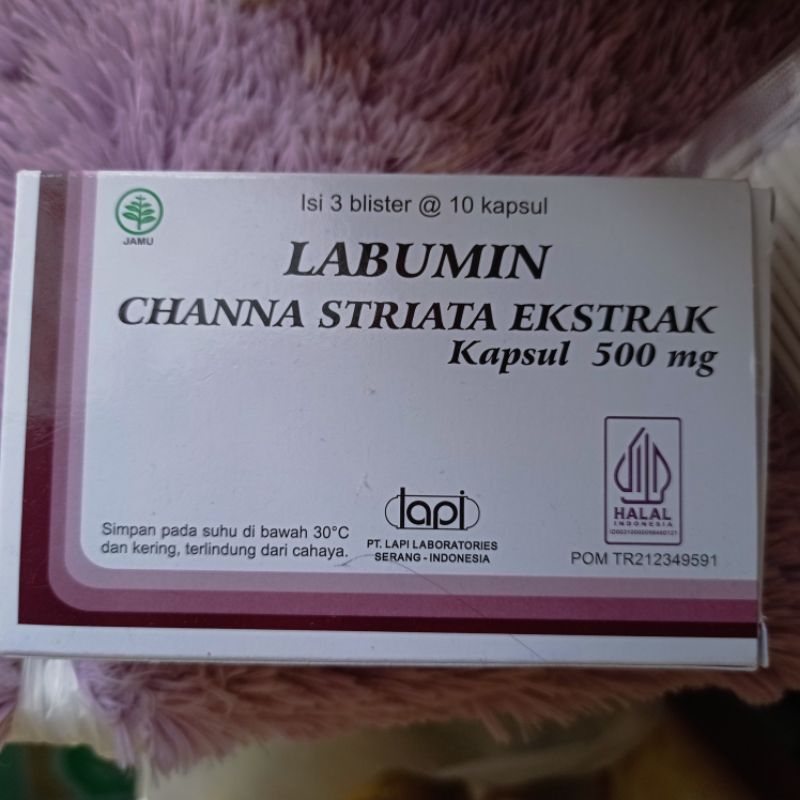 Isi 3 blister @ 10 kapsul
JAMU
LABUMIN
CHANNA STRIATA EKSTRAK
Kapsul 500 mg
HALAL
INDONESIA
lapi
Simpan pada suhu di bawah 30°C
dan kering, terlindung dari cahaya.
PT. LAPI LABORATORIES
SERANG - INDONESIA
POM TR212349591